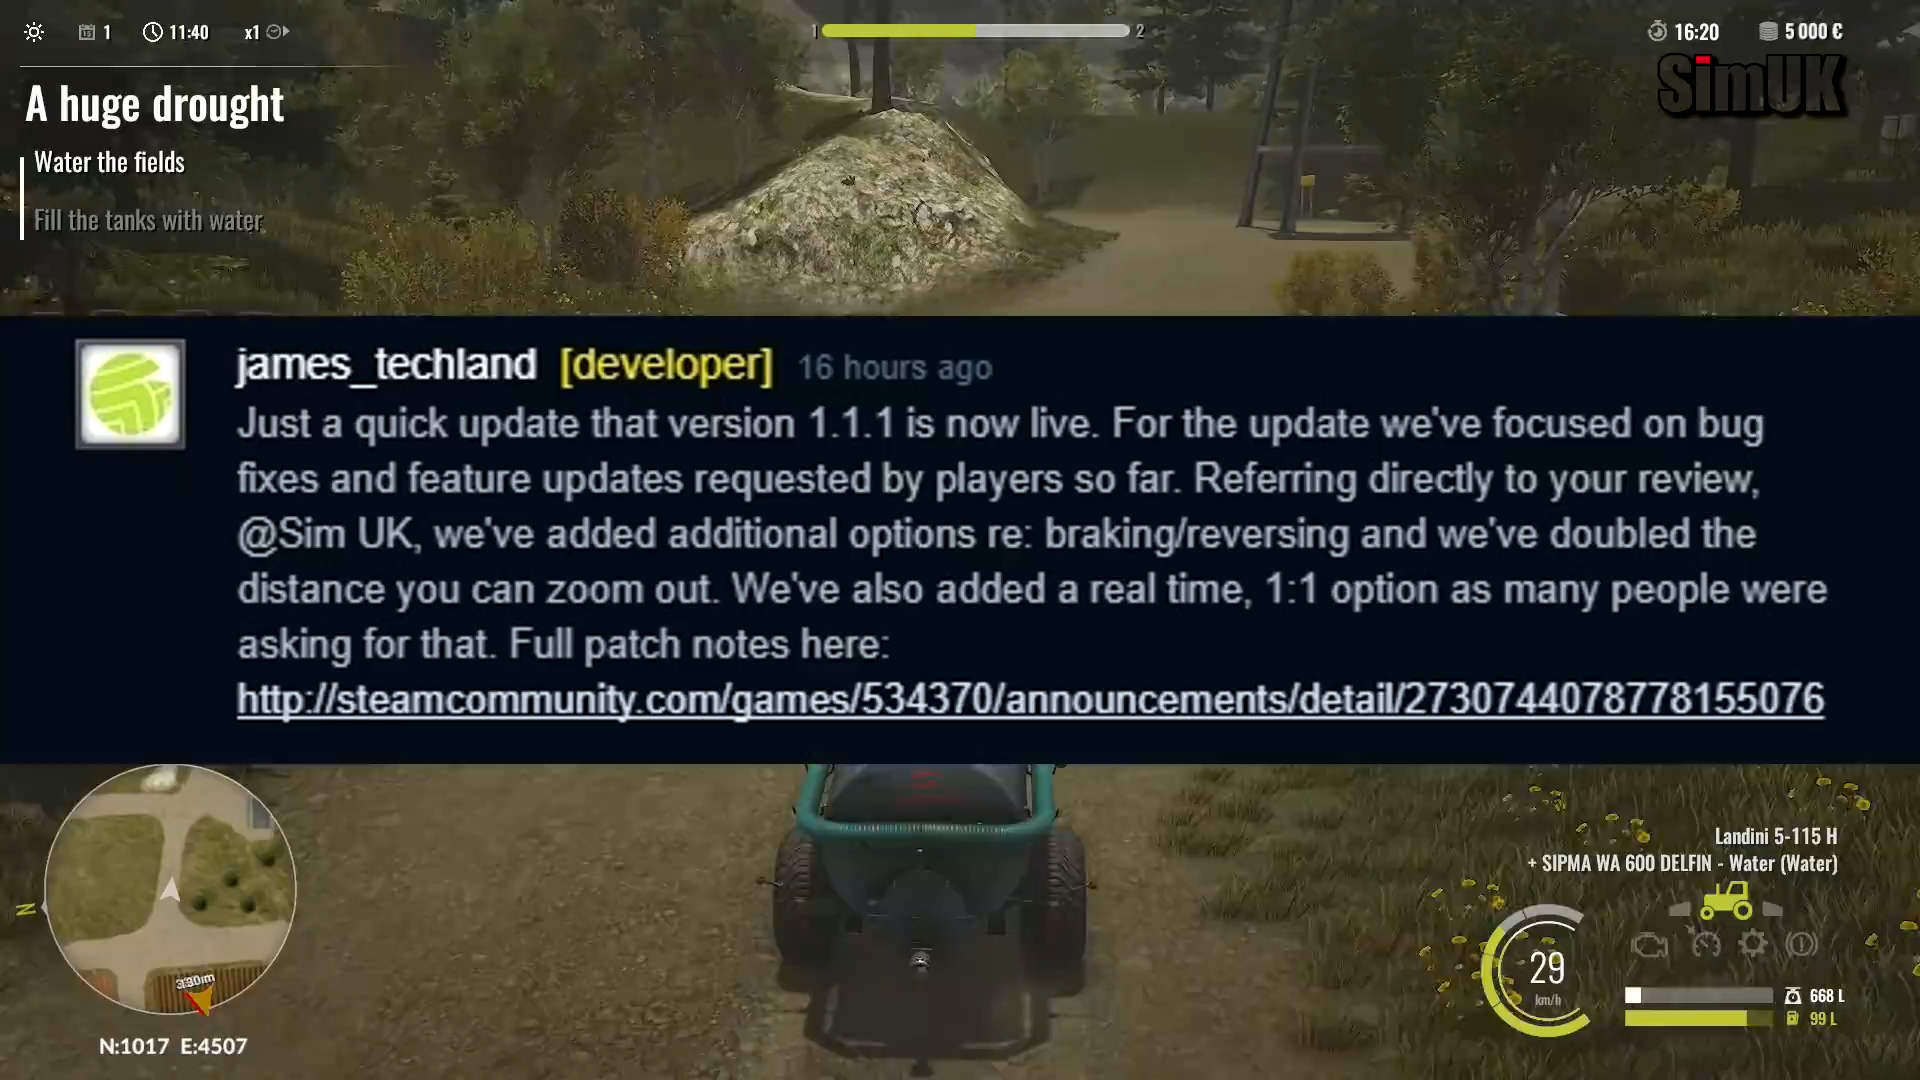 1 11:40 x1
1 2
16:20 5 000 €
SimUK
A huge drought
Water the fields
Fill the tanks with water
james_techland [developer] 16 hours ago
Just a quick update that version 1.1.1 is now live. For the update we've focused on bug
fixes and feature updates requested by players so far. Referring directly to your review,
@Sim UK, we've added additional options re: braking/reversing and we've doubled the
distance you can zoom out. We've also added a real time, 1:1 option as many people were
asking for that. Full patch notes here:
http://steamcommunity.com/games/534370/announcements/detail/2730744078778155076
N
330m
N:1017 E:4507
Landini 5-115 H
+ SIPMA WA 600 DELFIN - Water (Water)
29
km/h
668 L
99 L